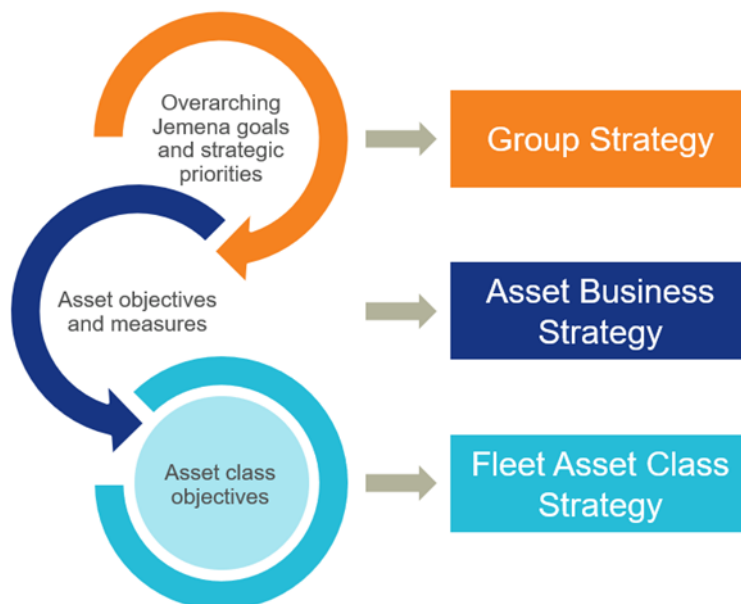 Overarching
Jemena goals
and strategic
priorities
Group Strategy
Asset objectives
and measures
Asset Business
Strategy
Asset class
objectives
Fleet Asset Class
Strategy